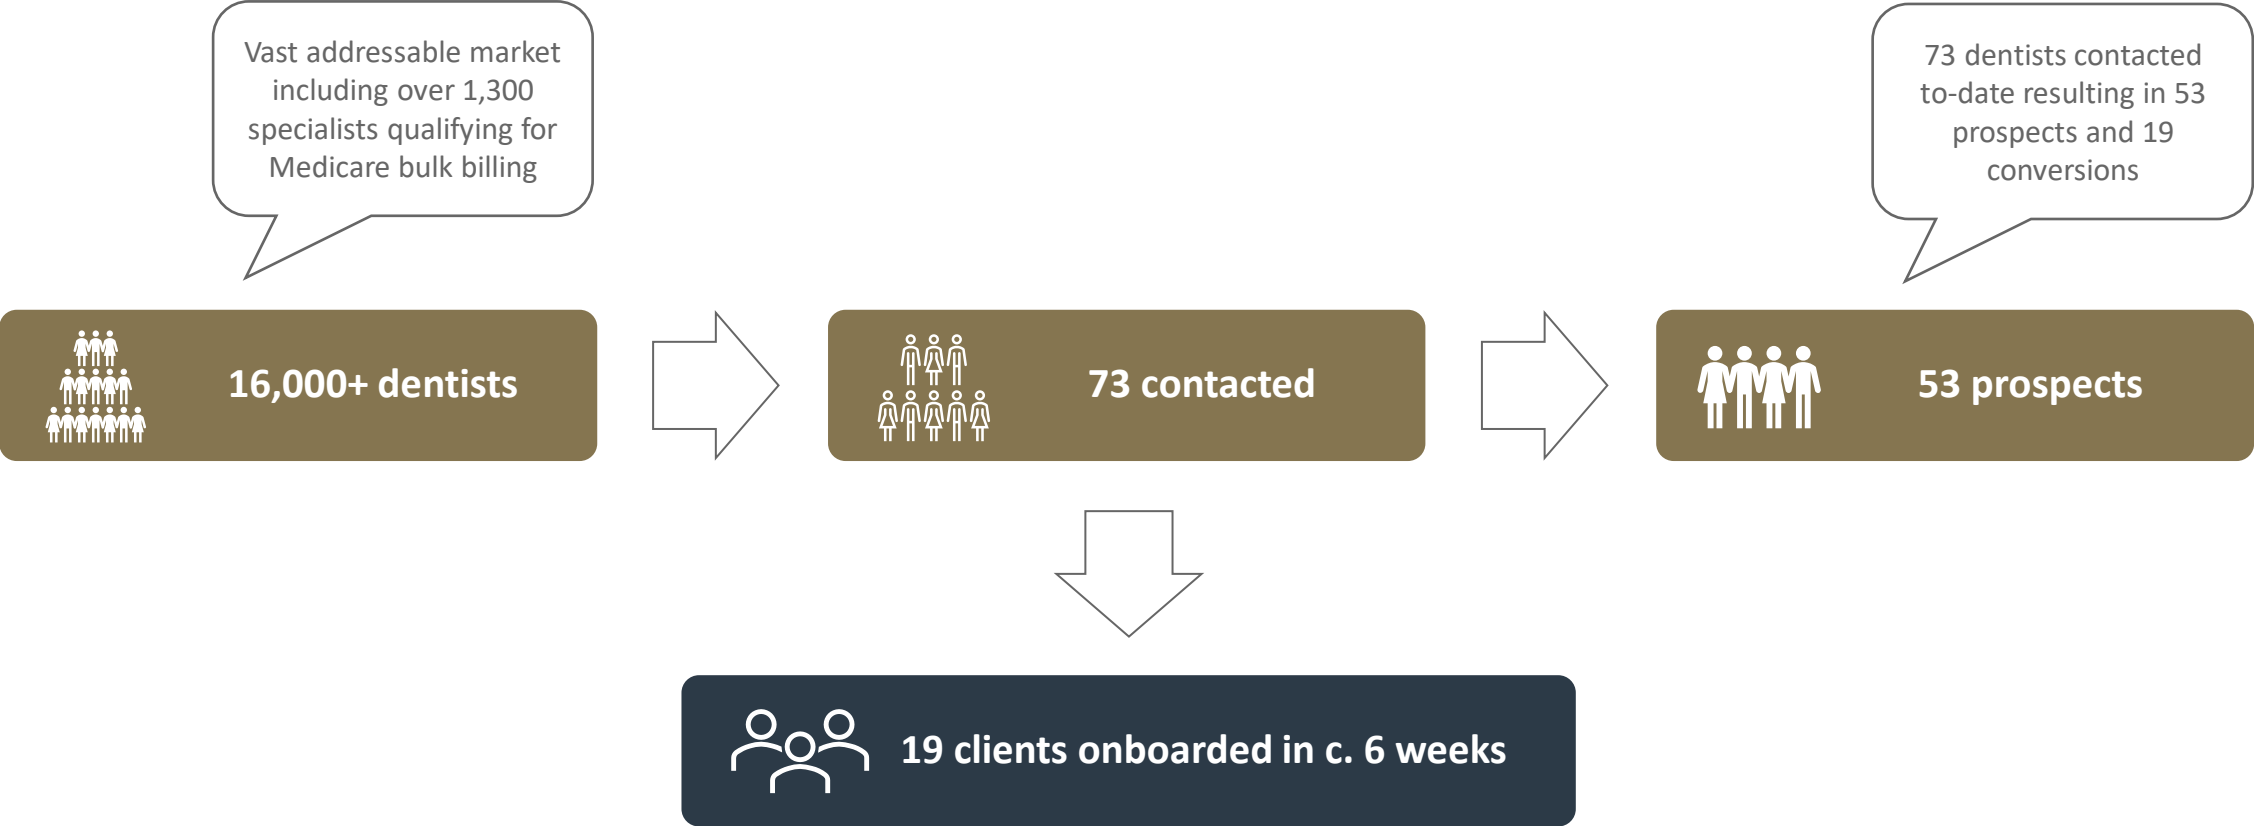 Vast addressable market
including over 1,300
specialists qualifying for
Medicare bulk billing
73 dentists contacted
to-date resulting in 53
prospects and 19
conversions
16,000+ dentists
73 contacted
53 prospects
19 clients onboarded in c. 6 weeks